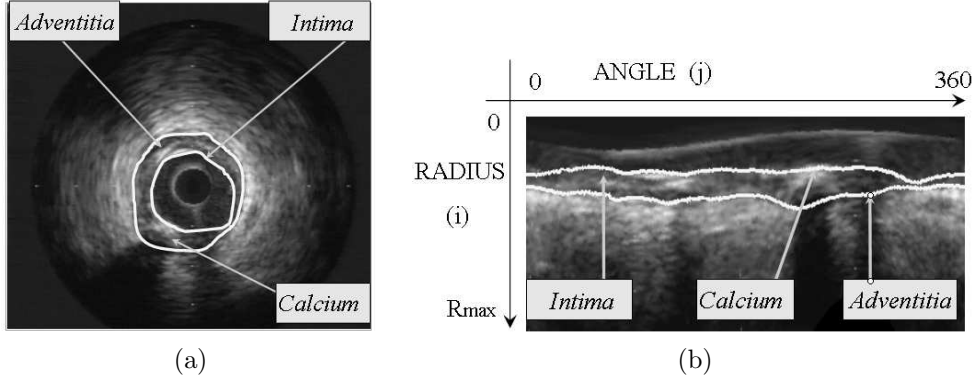 Adventitia
Intima
Calcium
(a)
ANGLE (j)
0
360
0
RADIUS
(i)
Rmax
Intima
Calcium
Adventitia
(b)